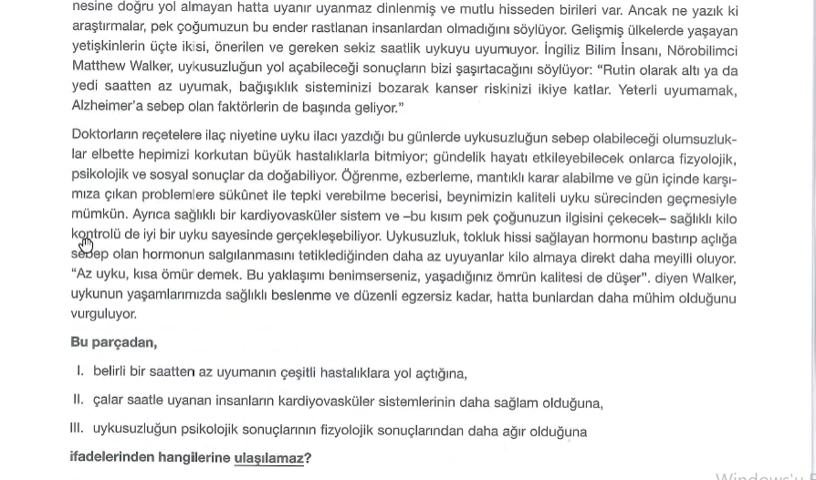 nesine doğru yol almayan hatta uyanır uyanmaz dinlenmiş ve mutlu hisseden birileri var. Ancak ne yazık ki
araştırmalar, pek çoğumuzun bu ender rastlanan insanlardan olmadığını söylüyor. Gelişmiş ülkelerde yaşayan
yetişkinlerin üçte ikisi, önerilen ve gereken sekiz saatlik uykuyu uyumuyor. İngiliz Bilim İnsanı, Nörobilimci
Matthew Walker, uykusuzluğun yol açabileceği sonuçların bizi şaşırtacağını söylüyor: “Rutin olarak altı ya da
yedi saatten az uyumak, bağışıklık sisteminizi bozarak kanser riskinizi ikiye katlar. Yeterli uyumamak,
Alzheimer’a sebep olan faktörlerin de başında geliyor.”
Doktorların reçetelere ilaç niyetine uyku ilacı yazdığı bu günlerde uykusuzluğun sebep olabileceği olumsuzluk-
lar elbette hepimizi korkutan büyük hastalıklarla bitmiyor; gündelik hayatı etkileyebilecek onlarca fizyolojik,
psikolojik ve sosyal sonuçlar da doğabiliyor. Öğrenme, ezberleme, mantıklı karar alabilme ve gün içinde karşı-
mıza çıkan problemlere sükûnet ile tepki verebilme becerisi, beynimizin kaliteli uyku sürecinden geçmesiyle
mümkün. Ayrıca sağlıklı bir kardiyovasküler sistem ve –bu kısım pek çoğunuzun ilgisini çekecek– sağlıklı kilo
kontrolü de iyi bir uyku sayesinde gerçekleşebiliyor. Uykusuzluk, tokluk hissi sağlayan hormonu bastırıp açlığa
sebep olan hormonun salgılanmasını tetiklediğinden daha az uyuyanlar kilo almaya direkt daha meyilli oluyor.
“Az uyku, kısa ömür demek. Bu yaklaşımı benimserseniz, yaşadığınız ömrün kalitesi de düşer”. diyen Walker,
uykunun yaşamlarımızda sağlıklı beslenme ve düzenli egzersiz kadar, hatta bunlardan daha mühim olduğunu
vurguluyor.
Bu parçadan,
I. belirli bir saatten az uyumanın çeşitli hastalıklara yol açtığına,
II. çalar saatle uyanan insanların kardiyovasküler sistemlerinin daha sağlam olduğuna,
III. uykusuzluğun psikolojik sonuçlarının fizyolojik sonuçlarından daha ağır olduğuna
ifadelerinden hangilerine ulaşılamaz?
Windows'u